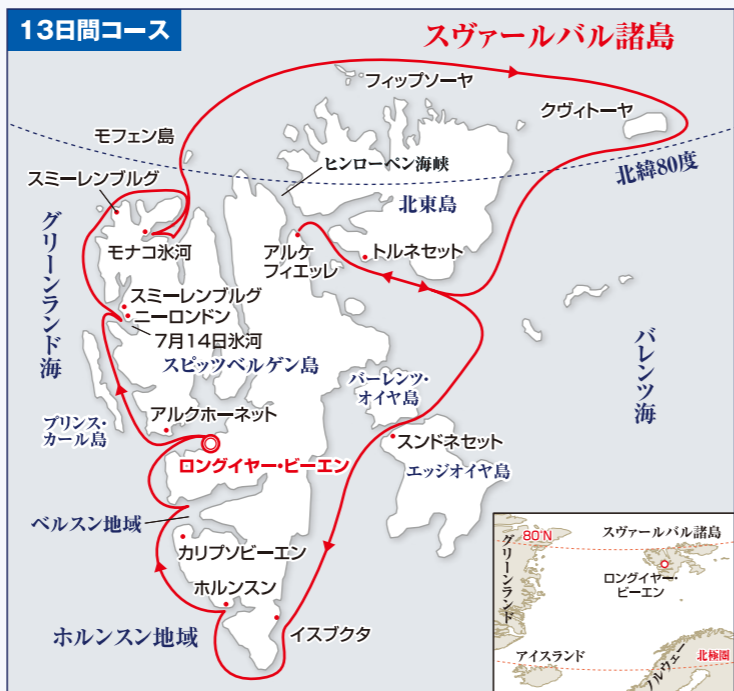 13日間コース
スヴァールバル諸島
フィップソーヤ
クヴィトーヤ
モフェン島
ヒンローペン海峡
北緯80度
スミーレンブルグ
北東島
グリーンランド海
モナコ氷河
アルケ
フィエッレ
トルネセット
スミーレンブルグ
ニーロンドン
7月14日氷河
スピッツベルゲン島
バレンツ海
バーレンツ・
オイヤ島
プリンス・
カール島
アルクホーネット
スンドネセット
ロングイヤー・ビーエン
エッジオイヤ島
ベルスン地域
カリプソビーエン
ホルンスン
ホルンスン地域
イスブクタ
グリーンランド
80°N
スヴァールバル諸島
ロングイヤー・
ビーエン
アイスランド
ノルウェー
北極圏